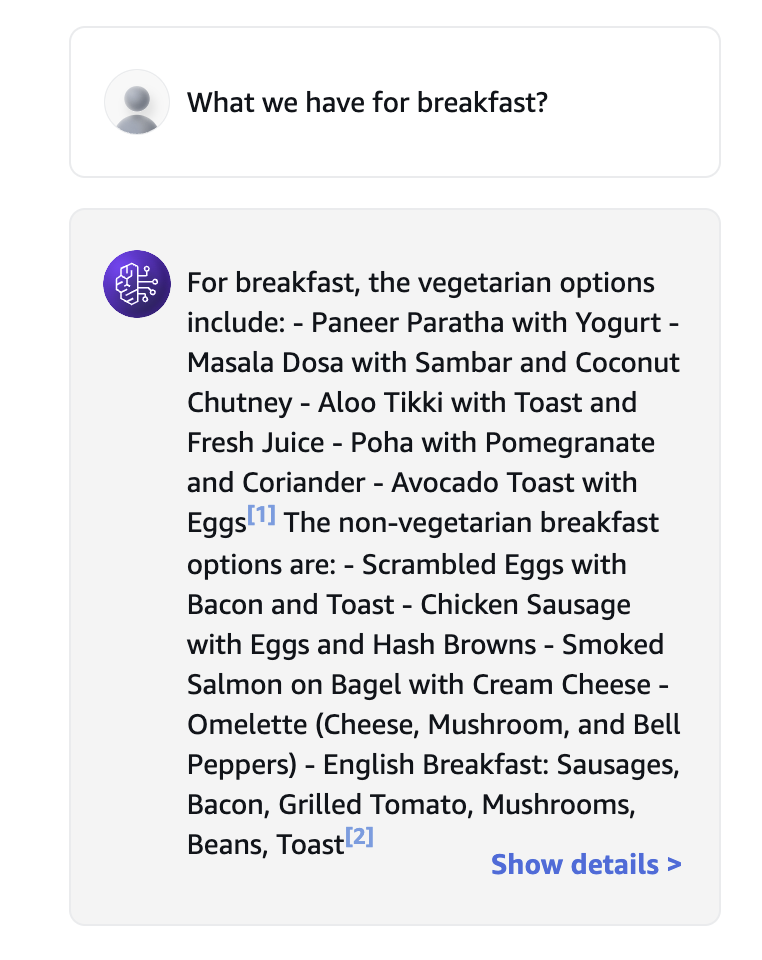 What we have for breakfast?
For breakfast, the vegetarian options
include: - Paneer Paratha with Yogurt -
Masala Dosa with Sambar and Coconut
Chutney - Aloo Tikki with Toast and
Fresh Juice - Poha with Pomegranate
and Coriander - Avocado Toast with
Eggs[1] The non-vegetarian breakfast
options are: - Scrambled Eggs with
Bacon and Toast - Chicken Sausage
with Eggs and Hash Browns - Smoked
Salmon on Bagel with Cream Cheese -
Omelette (Cheese, Mushroom, and Bell
Peppers) - English Breakfast: Sausages,
Bacon, Grilled Tomato, Mushrooms,
Beans, Toast[2]
Show details >